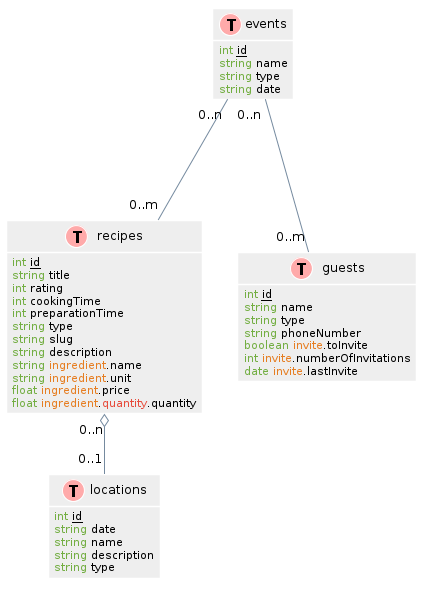 T events
int id
string name
string type
string date
0..n 0..n
0..m
0..m
T recipes
int id
string title
int rating
int cookingTime
int preparationTime
string type
string slug
string description
string ingredient.name
string ingredient.unit
float ingredient.price
float ingredient.quantity.quantity
T guests
int id
string name
string type
string phoneNumber
boolean invite.toInvite
int invite.numberOfInvitations
date invite.lastInvite
0..n
0..1
T locations
int id
string date
string name
string description
string type